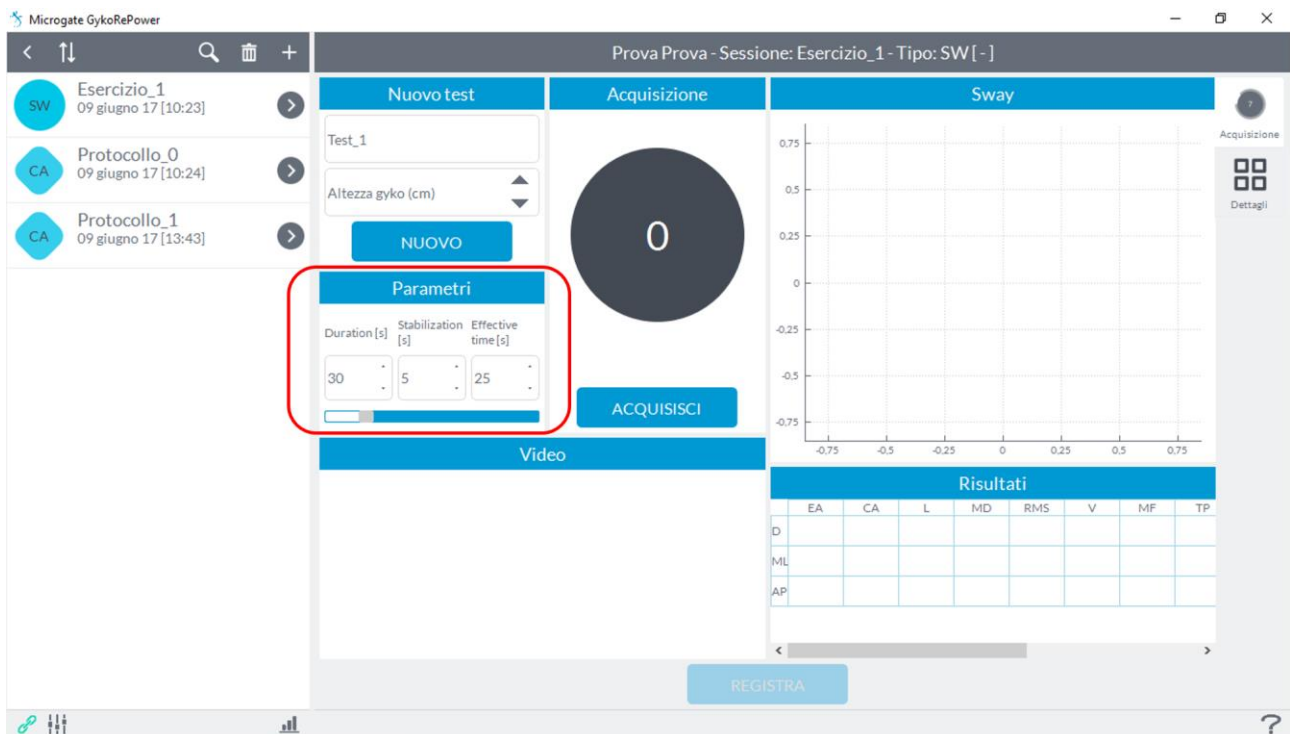 Microgate GykoRePower
Prova Prova - Sessione: Esercizio_1 - Tipo: SW [ - ]
SW
Esercizio_1
09 giugno 17 [10:23]
CA
Protocollo_0
09 giugno 17 [10:24]
CA
Protocollo_1
09 giugno 17 [13:43]
Nuovo test
Test_1
Altezza gyko (cm)
NUOVO
Parametri
Duration [s]
Stabilization
[s]
Effective
time [s]
30
5
25
Acquisizione
0
ACQUISISCI
Video
Sway
0,75
0,5
0,25
0
-0,25
-0,5
-0,75
-0,75 -0,5 -0,25 0 0,25 0,5 0,75
Risultati
EA CA L MD RMS V MF TP
D
ML
AP
REGISTRA
7
Acquisizione
Dettagli